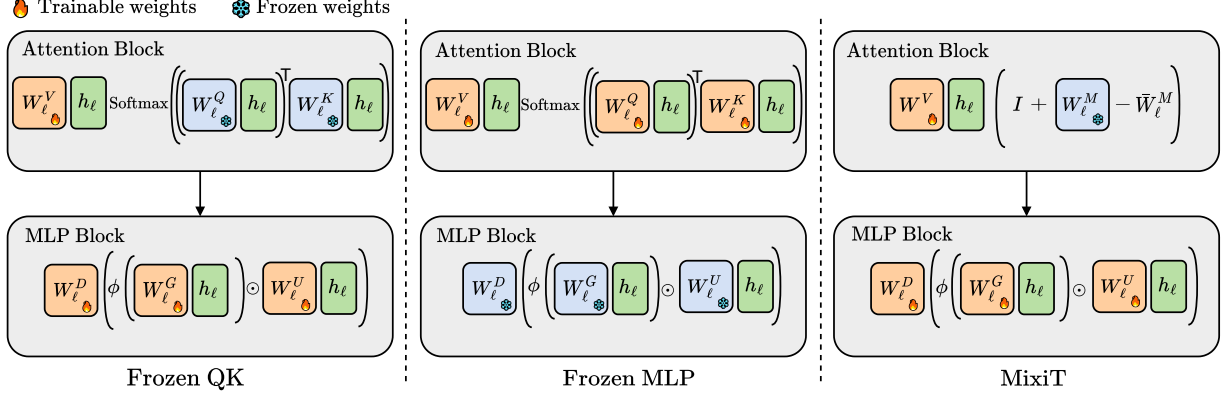 Trainable weights Frozen weights
Attention Block
W_ℓ^V h_ℓ Softmax ((W_ℓ^Q h_ℓ)^⊤ W_ℓ^K h_ℓ)
MLP Block
W_ℓ^D (ϕ (W_ℓ^G h_ℓ) ⊙ W_ℓ^U h_ℓ)
Frozen QK
Attention Block
W_ℓ^V h_ℓ Softmax ((W_ℓ^Q h_ℓ)^⊤ W_ℓ^K h_ℓ)
MLP Block
W_ℓ^D (ϕ (W_ℓ^G h_ℓ) ⊙ W_ℓ^U h_ℓ)
Frozen MLP
Attention Block
W^V h_ℓ (I + W_ℓ^M − W̄_ℓ^M)
MLP Block
W_ℓ^D (ϕ (W_ℓ^G h_ℓ) ⊙ W_ℓ^U h_ℓ)
MixiT